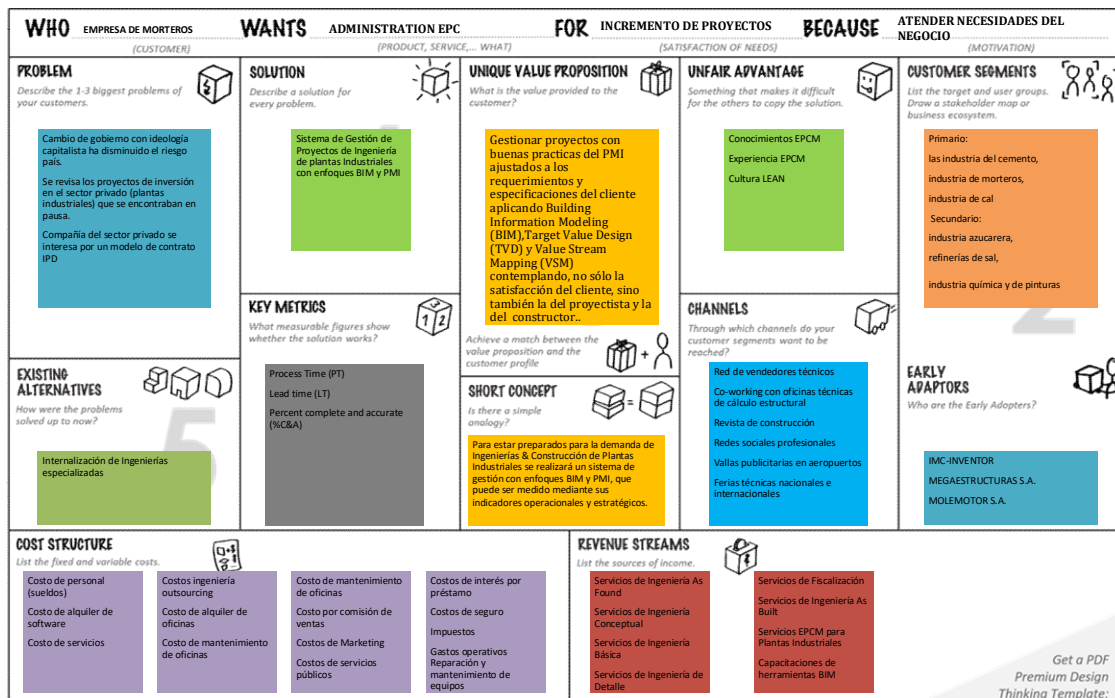 WHO EMPRESA DE MORTEROS WANTS ADMINISTRATION EPC FOR INCREMENTO DE PROYECTOS BECAUSE ATENDER NECESIDADES DEL
NEGOCIO
(CUSTOMER) (PRODUCT, SERVICE,... WHAT) (SATISFACTION OF NEEDS) (MOTIVATION)
PROBLEM
Describe the 1-3 biggest problems of
your customers.
Cambio de gobierno con ideología
capitalista ha disminuido el riesgo
país.
Se revisa los proyectos de inversión
en el sector privado (plantas
industriales) que se encontraban en
pausa.
Compañía del sector privado se
interesa por un modelo de contrato
IPD
EXISTING
ALTERNATIVES
How were the problems
solved up to now?
5
Internalización de Ingenierías
especializadas
SOLUTION
Describe a solution for
every problem.
Sistema de Gestión de
Proyectos de Ingeniería
de plantas Industriales
con enfoques BIM y PMI
KEY METRICS
What measurable figures show
whether the solution works?
3
1 2
Process Time (PT)
Lead time (LT)
Percent complete and accurate
(%C&A)
UNIQUE VALUE PROPOSITION
What is the value provided to the
customer?
Gestionar proyectos con
buenas practicas del PMI
ajustados a los
requerimientos y
especificaciones del cliente
aplicando Building
Information Modeling
(BIM),Target Value Design
(TVD) y Value Stream
Mapping (VSM)
contemplando, no sólo la
satisfacción del cliente, sino
también la del proyectista y la
del constructor..
Achieve a match between the
value proposition and the
customer profile
SHORT CONCEPT
Is there a simple
analogy?
Para estar preparados para la demanda de
Ingenierías & Construcción de Plantas
Industriales se realizará un sistema de
gestión con enfoques BIM y PMI, que
puede ser medido mediante sus
indicadores operacionales y estratégicos.
UNFAIR ADVANTAGE
Something that makes it difficult
for the others to copy the solution.
Conocimientos EPCM
Experiencia EPCM
Cultura LEAN
CHANNELS
Through which channels do your
customer segments want to be
reached?
Red de vendedores técnicos
Co-working con oficinas técnicas
de cálculo estructural
Revista de construcción
Redes sociales profesionales
Vallas publicitarias en aeropuertos
Ferias técnicas nacionales e
internacionales
CUSTOMER SEGMENTS
List the target and user groups.
Draw a stakeholder map or
business ecosystem.
Primario:
las industria del cemento,
industria de morteros,
industria de cal
Secundario:
industria azucarera,
refinerías de sal,
industria química y de pinturas
2
EARLY
ADAPTORS
Who are the Early Adopters?
IMC-INVENTOR
MEGAESTRUCTURAS S.A.
MOLEMOTOR S.A.
COST STRUCTURE
List the fixed and variable costs.
Costo de personal
(sueldos)
Costo de alquiler de
software
Costo de servicios
Costos ingeniería
outsourcing
Costo de alquiler de
oficinas
Costo de mantenimiento
de oficinas
Costo de mantenimiento
de oficinas
Costo por comisión de
ventas
Costos de Marketing
Costos de servicios
públicos
Costos de interés por
préstamo
Costos de seguro
Impuestos
Gastos operativos
Reparación y
mantenimiento de
equipos
REVENUE STREAMS
List the sources of income.
Servicios de Ingeniería As
Found
Servicios de Ingeniería
Conceptual
Servicios de Ingeniería
Básica
Servicios de Ingeniería de
Detalle
Servicios de Fiscalización
Servicios de Ingeniería As
Built
Servicios EPCM para
Plantas Industriales
Capacitaciones de
herramientas BIM
Get a PDF
Premium Design
Thinking Template: